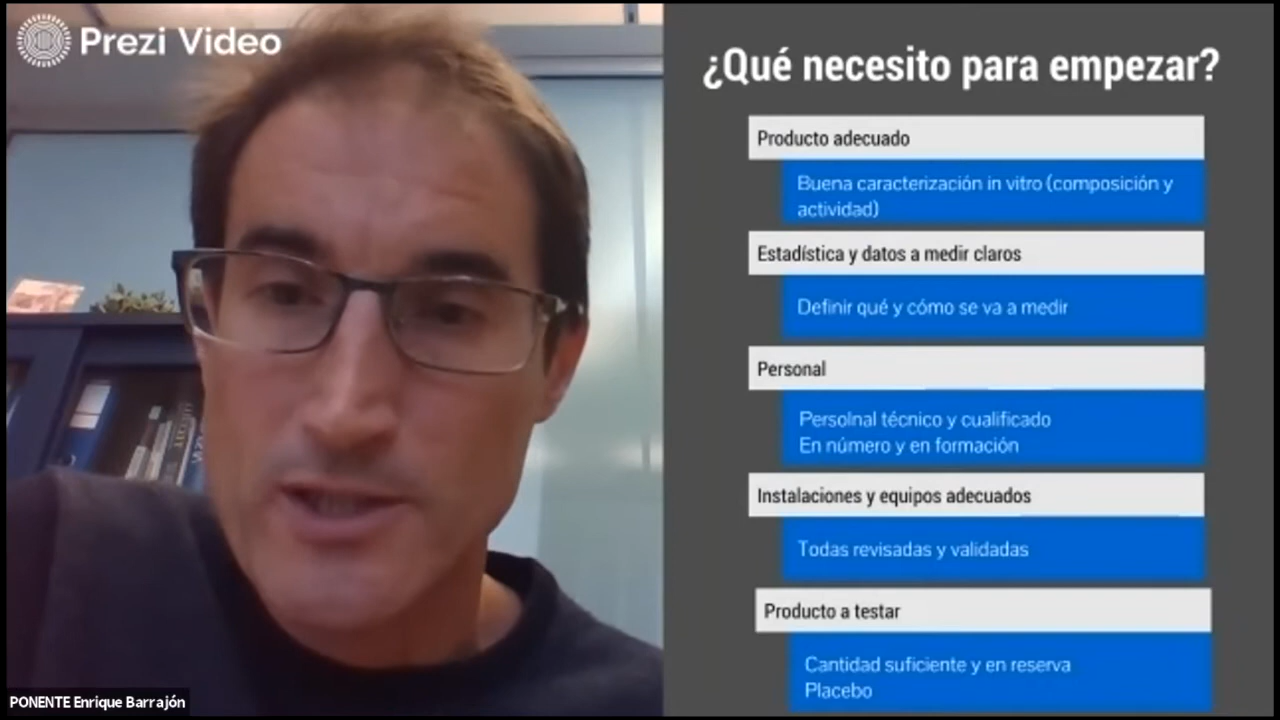 Prezi Video
¿Qué necesito para empezar?
Producto adecuado
Buena caracterización in vitro (composición y
actividad)
Estadística y datos a medir claros
Definir qué y cómo se va a medir
Personal
Persolnal técnico y cualificado
En número y en formación
Instalaciones y equipos adecuados
Todas revisadas y validadas
Producto a testar
Cantidad suficiente y en reserva
Placebo
PONENTE Enrique Barrajón